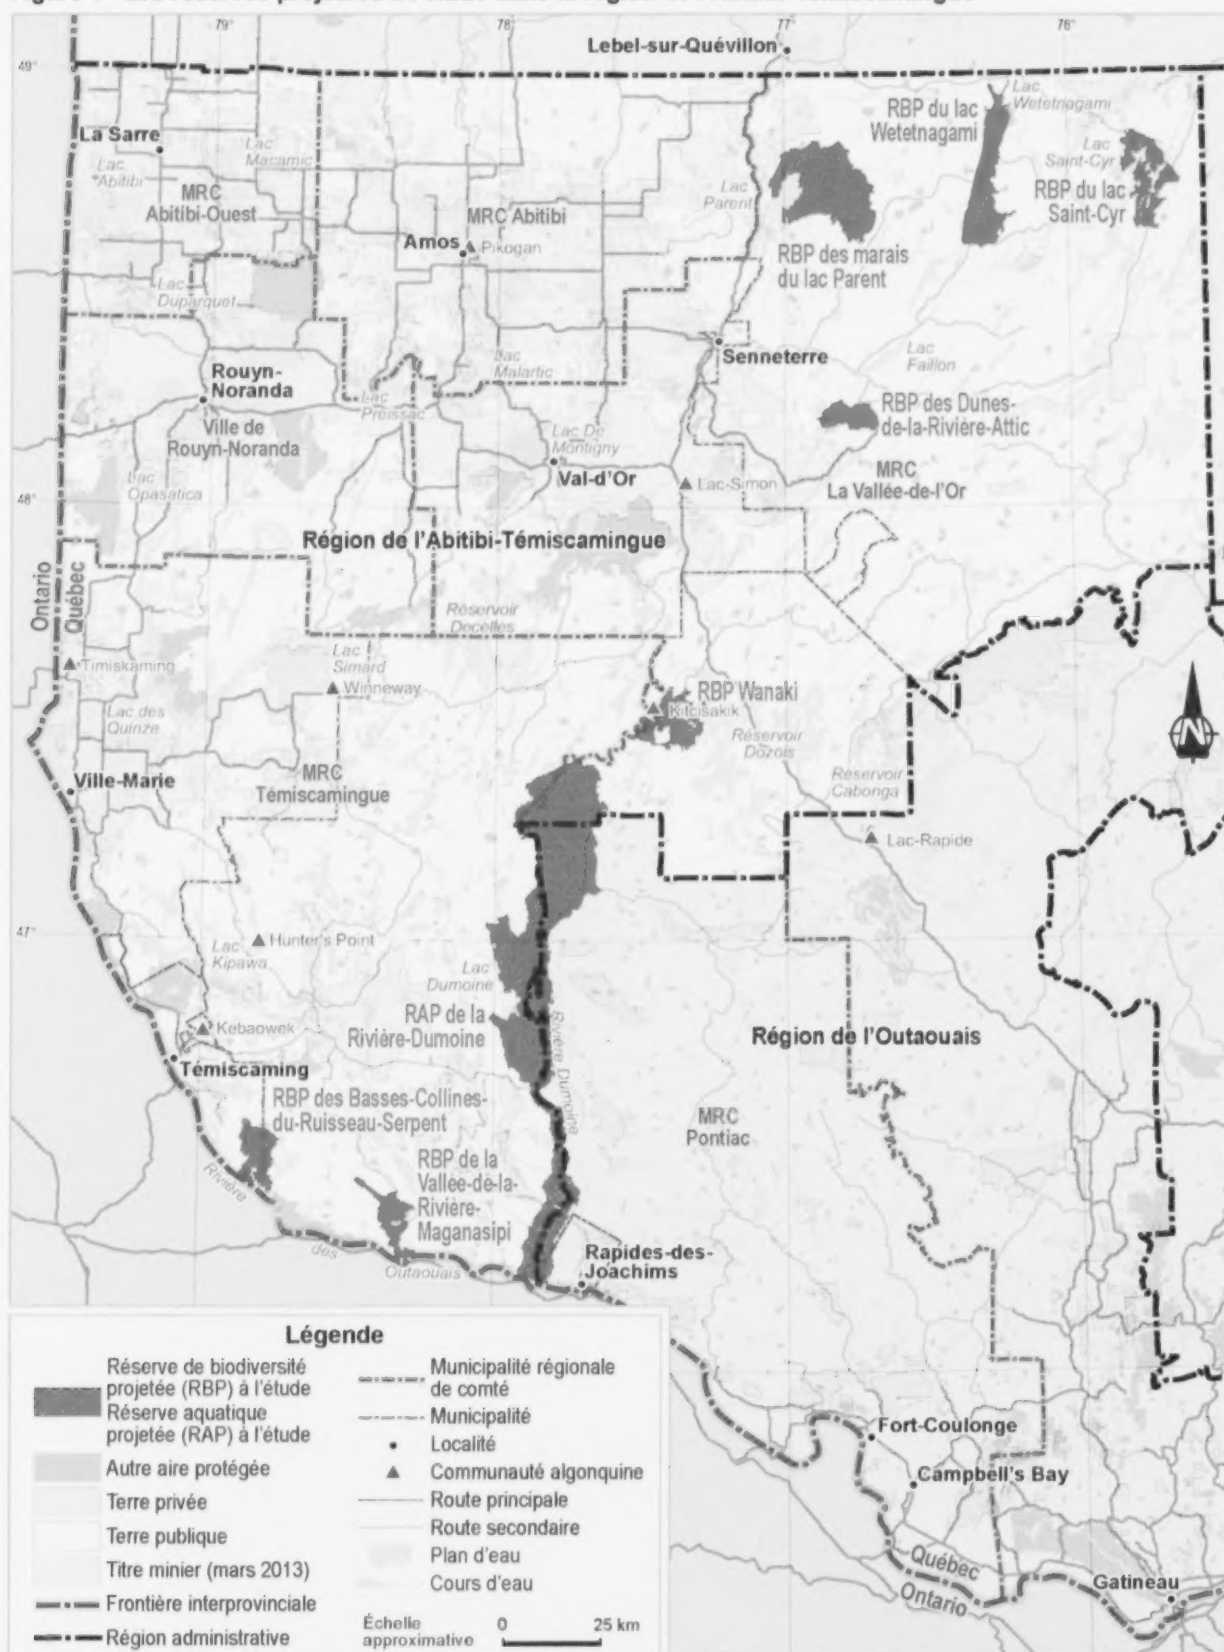 79°
78°
77°
76°
Lebel-sur-Quévillon
49°
La Sarre
Lac
Abitibi
Lac
Macamic
MRC
Abitibi-Ouest
MRC Abitibi
Amos
Pikogan
Lac
Parent
RBP du lac
Wetetnagami
Lac
Wetetnagami
Lac
Saint-Cyr
RBP du lac
Saint-Cyr
RBP des marais
du lac Parent
Lac
Duparquet
Rouyn-
Noranda
Ville de
Rouyn-Noranda
Lac
Preissac
Lac
Malartic
Senneterre
Lac
Faillon
RBP des Dunes-
de-la-Rivière-Attic
Lac De
Montigny
Val-d'Or
Lac-Simon
MRC
La Vallée-de-l'Or
Lac
Opasatica
48°
Région de l'Abitibi-Témiscamingue
Ontario
Québec
Réservoir
Decelles
Timiskaming
Lac
Simard
Winneway
RBP Wanaki
Kitcisakik
Réservoir
Dozois
Lac des
Quinze
Ville-Marie
MRC
Témiscamingue
Réservoir
Cabonga
Lac-Rapide
N
47°
Hunter's Point
Lac
Kipawa
Lac
Dumoine
RAP de la
Rivière-Dumoine
Rivière Dumoine
Région de l'Outaouais
Kebaowek
Témiscaming
RBP des Basses-Collines-
du-Ruisseau-Serpent
MRC
Pontiac
RBP de la
Vallée-de-la-
Rivière-
Maganasipi
Rivière
des
Outaouais
Rapides-des-
Joachims
Légende
Réserve de biodiversité
projetée (RBP) à l'étude
Réserve aquatique
projetée (RAP) à l'étude
Autre aire protégée
Terre privée
Terre publique
Titre minier (mars 2013)
Frontière interprovinciale
Région administrative
Municipalité régionale
de comté
Municipalité
Localité
Communauté algonquine
Route principale
Route secondaire
Plan d'eau
Cours d'eau
Échelle
approximative
0 25 km
Fort-Coulonge
Campbell's Bay
Québec
Ontario
Gatineau